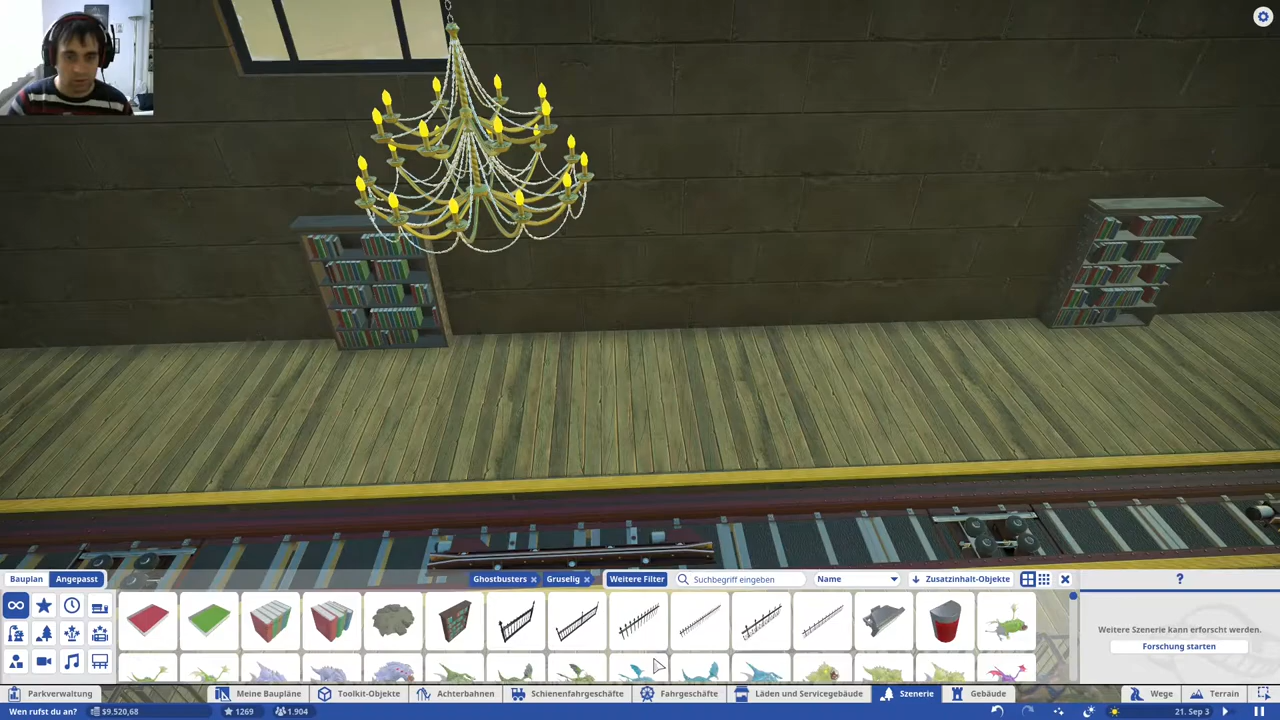 Bauplan Angepasst Ghostbusters × Gruselig × Weitere Filter Suchbegriff eingeben Name Zusatzinhalt-Objekte ?
Weitere Szenerie kann erforscht werden.
Forschung starten
Parkverwaltung Meine Baupläne Toolkit-Objekte Achterbahnen Schienenfahrgeschäfte Fahrgeschäfte Läden und Servicegebäude Szenerie Gebäude Wege Terrain
Wen rufst du an? $9.520,68 1269 1.904 21. Sep 3